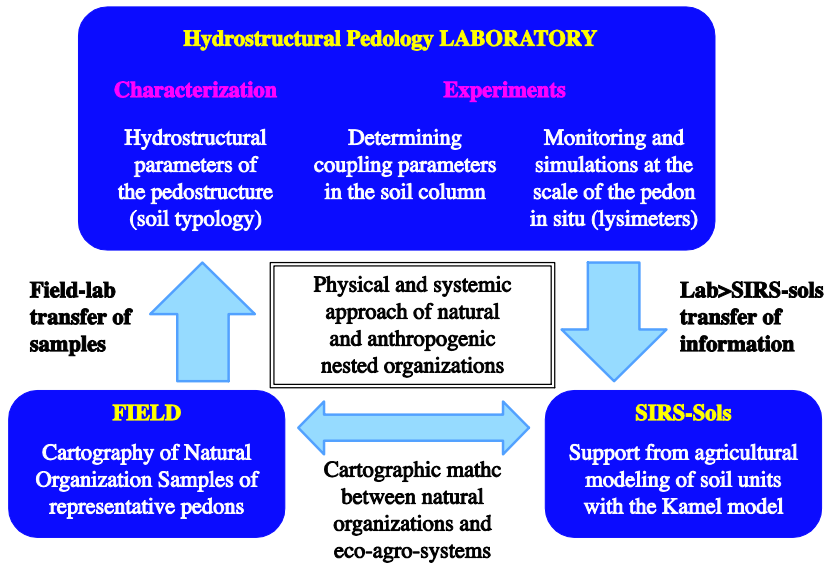 Hydrostructural Pedology LABORATORY
Characterization
Experiments
Hydrostructural
parameters of
the pedostructure
(soil typology)
Determining
coupling parameters
in the soil column
Monitoring and
simulations at the
scale of the pedon
in situ (lysimeters)
Field-lab
transfer of
samples
Physical and systemic
approach of natural
and anthropogenic
nested organizations
Lab>SIRS-sols
transfer of
information
FIELD
Cartography of Natural
Organization Samples of
representative pedons
Cartographic mathc
between natural
organizations and
eco-agro-systems
SIRS-Sols
Support from agricultural
modeling of soil units
with the Kamel model